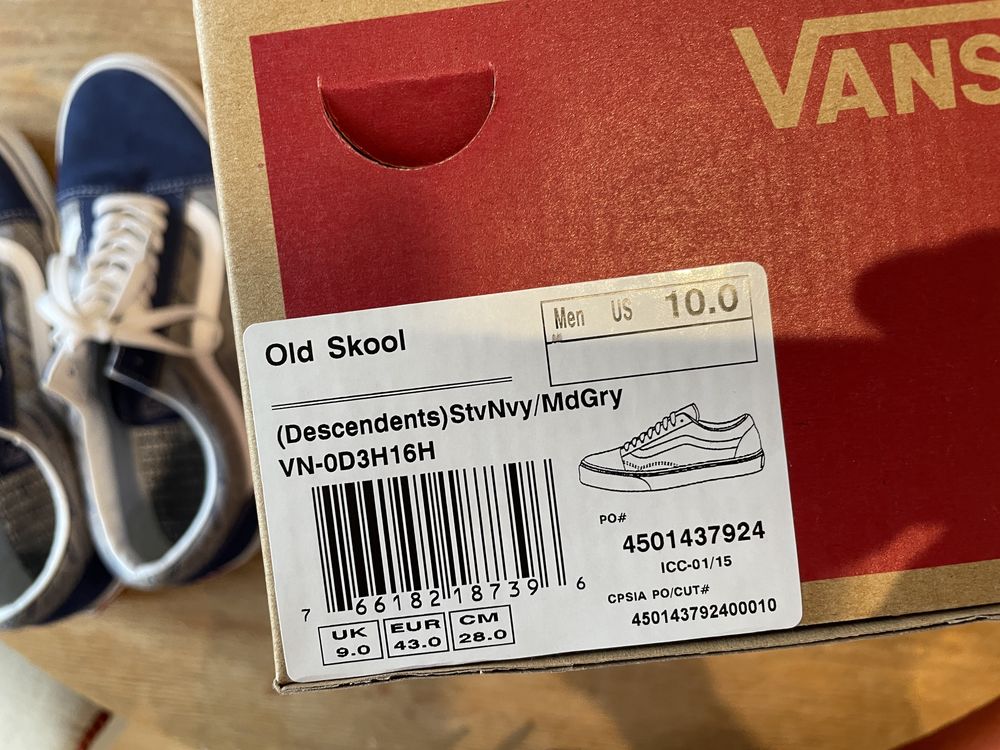 VANS
Old Skool
Men US 10.0
(Descendents)StvNvy/MdGry
VN-0D3H16H
7 66182 18739 6
UK
9.0
EUR
43.0
CM
28.0
PO#
4501437924
ICC-01/15
CPSIA PO/CUT#
450143792400010